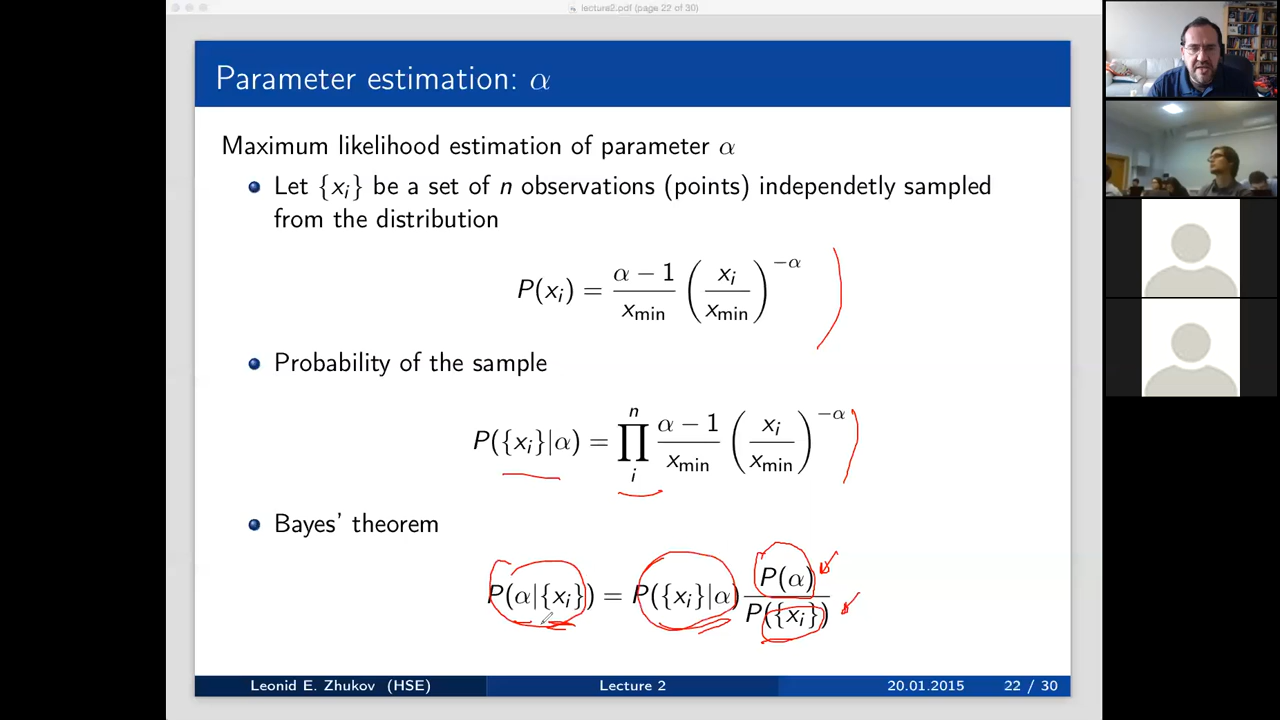 lecture2.pdf (page 22 of 30)
Parameter estimation: α
Maximum likelihood estimation of parameter α
Let {xᵢ} be a set of n observations (points) independetly sampled
from the distribution
P(xᵢ) = (α − 1)/x_min (xᵢ/x_min)^−α
Probability of the sample
P({xᵢ}|α) = ∏ᵢⁿ (α − 1)/x_min (xᵢ/x_min)^−α
Bayes' theorem
P(α|{xᵢ}) = P({xᵢ}|α) P(α)/P({xᵢ})
Leonid E. Zhukov (HSE) Lecture 2 20.01.2015 22 / 30